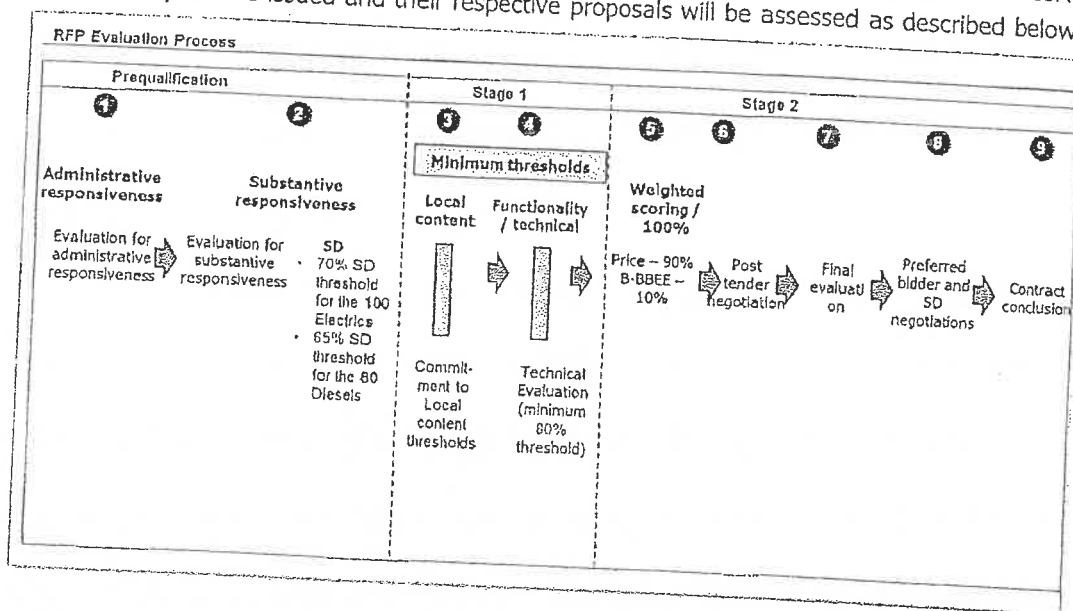 issued and their respective proposals will be assessed as described below
RFP Evaluation Process
Prequalification
Stage 1
Stage 2
1
2
3
4
5
6
7
8
9
Minimum thresholds
Administrative
responsiveness
Substantive
responsiveness
Local
content
Functionality
/ technical
Weighted
scoring /
100%
Evaluation for
administrative
responsiveness
Evaluation for
substantive
responsiveness
SD
• 70% SD
threshold
for the 100
Electrics
• 65% SD
threshold
for the 80
Diesels
Price – 90%
B-BBEE –
10%
Post
tender
negotiation
Final
evaluati
on
Preferred
bidder and
SD
negotiations
Contract
conclusion
Commit-
ment to
Local
content
thresholds
Technical
Evaluation
(minimum
80%
threshold)